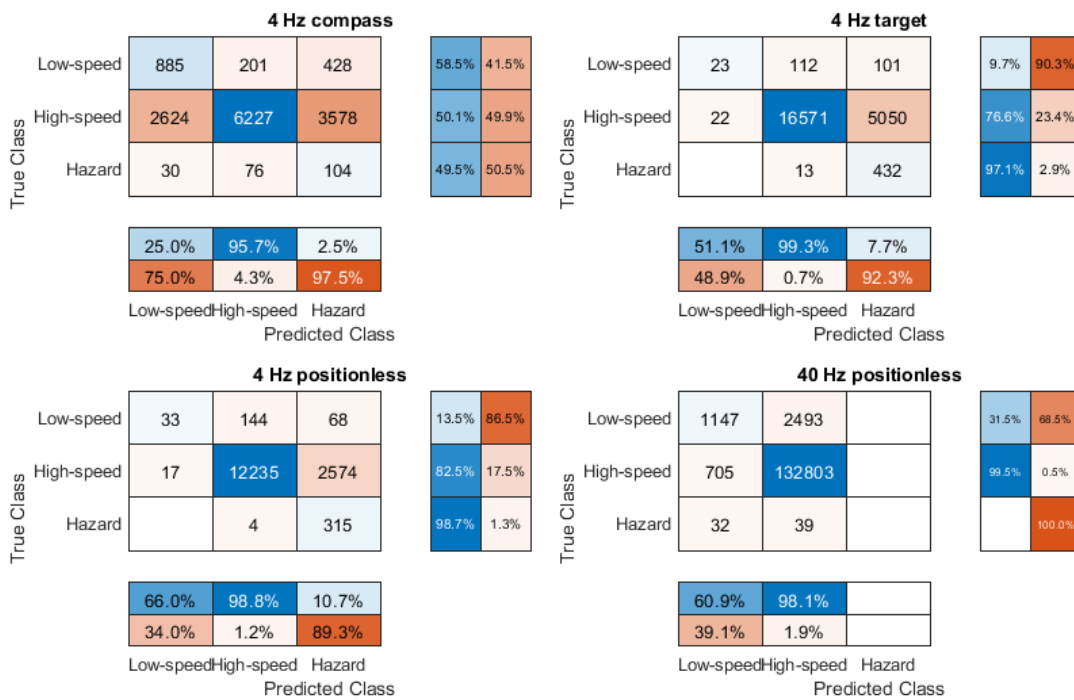 4 Hz compass
True Class
Low-speed 885 201 428 58.5% 41.5%
High-speed 2624 6227 3578 50.1% 49.9%
Hazard 30 76 104 49.5% 50.5%
25.0% 95.7% 2.5%
75.0% 4.3% 97.5%
Low-speed High-speed Hazard
Predicted Class
4 Hz target
True Class
Low-speed 23 112 101 9.7% 90.3%
High-speed 22 16571 5050 76.6% 23.4%
Hazard 13 432 97.1% 2.9%
51.1% 99.3% 7.7%
48.9% 0.7% 92.3%
Low-speed High-speed Hazard
Predicted Class
4 Hz positionless
True Class
Low-speed 33 144 68 13.5% 86.5%
High-speed 17 12235 2574 82.5% 17.5%
Hazard 4 315 98.7% 1.3%
66.0% 98.8% 10.7%
34.0% 1.2% 89.3%
Low-speed High-speed Hazard
Predicted Class
40 Hz positionless
True Class
Low-speed 1147 2493 31.5% 68.5%
High-speed 705 132803 99.5% 0.5%
Hazard 32 39 100.0%
60.9% 98.1%
39.1% 1.9%
Low-speed High-speed Hazard
Predicted Class